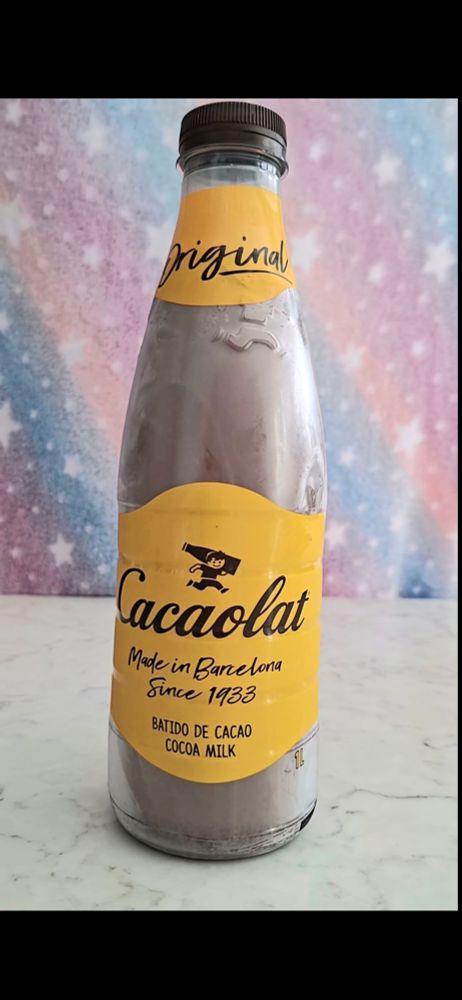 Original
Cacaolat
Made in Barcelona
Since 1933
BATIDO DE CACAO
COCOA MILK
1L